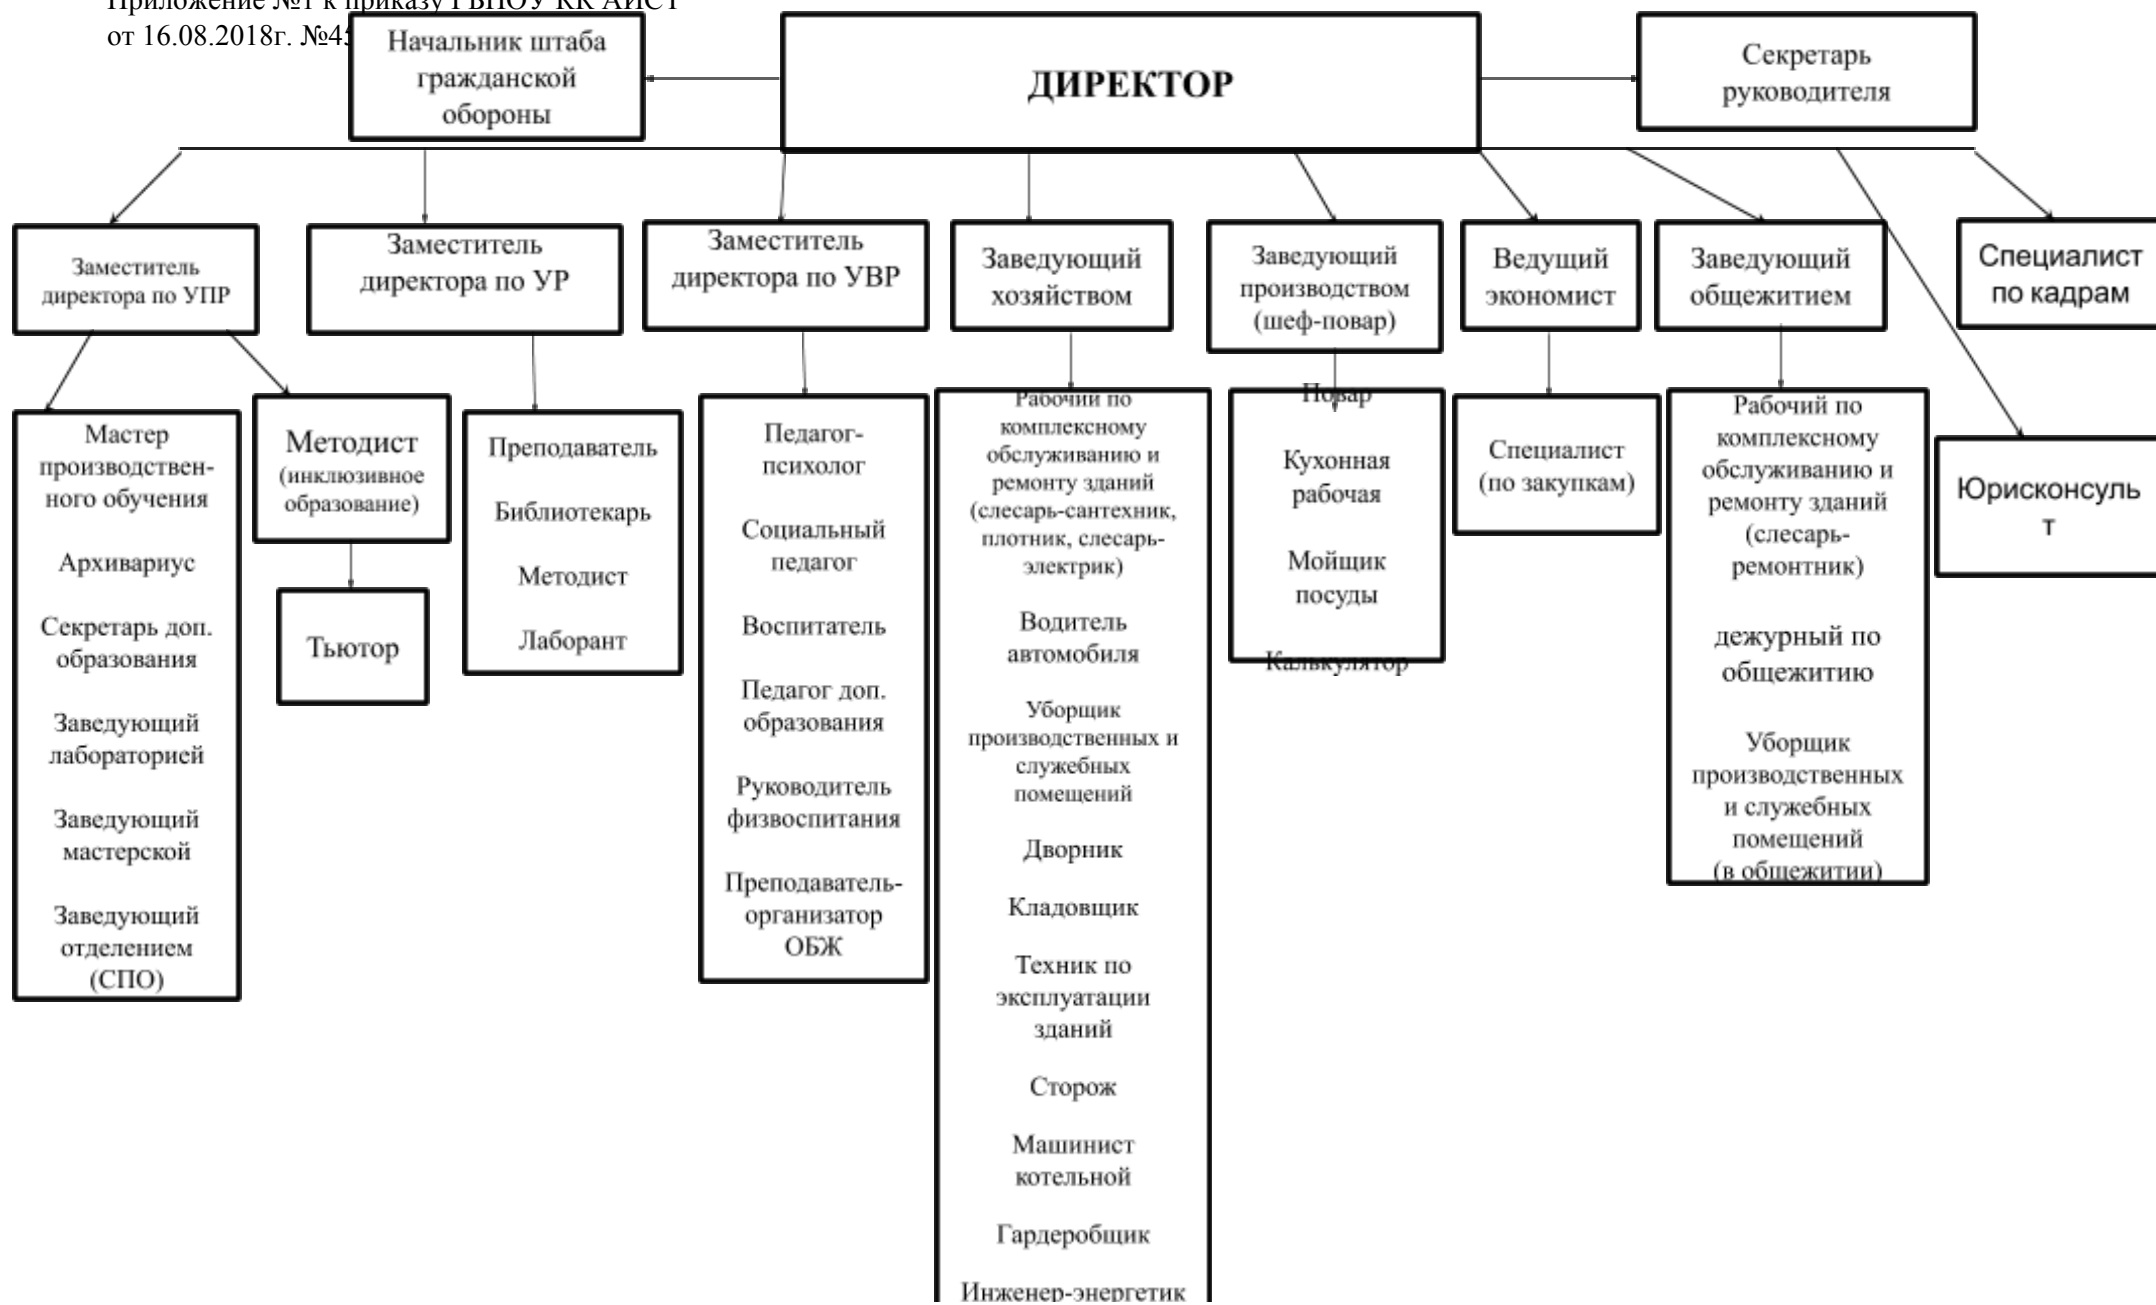 Приложение №1 к приказу ГБПОУ КК АИСТ
от 16.08.2018г.
Начальник штаба
гражданской
обороны
ДИРЕКТОР
Секретарь
руководителя
Заместитель
директора по УПР
Заместитель
директора по УР
Заместитель
директора по УВР
Заведующий
хозяйством
Заведующий
производством
(шеф-повар)
Ведущий
экономист
Заведующий
общежитием
Специалист
по кадрам
Мастер
производствен-
ного обучения
Архивариус
Секретарь доп.
образования
Заведующий
лабораторией
Заведующий
мастерской
Заведующий
отделением
(СПО)
Методист
(инклюзивное
образование)
Тьютор
Преподаватель
Библиотекарь
Методист
Лаборант
Педагог-
психолог
Социальный
педагог
Воспитатель
Педагог доп.
образования
Руководитель
физвоспитания
Преподаватель-
организатор
ОБЖ
Рабочий по
комплексному
обслуживанию и
ремонту зданий
(слесарь-сантехник,
плотник, слесарь-
электрик)
Водитель
автомобиля
Уборщик
производственных и
служебных
помещений
Дворник
Кладовщик
Техник по
эксплуатации
зданий
Сторож
Машинист
котельной
Гардеробщик
Инженер-энергетик
Повар
Кухонная
рабочая
Мойщик
посуды
Калькулятор
Специалист
(по закупкам)
Рабочий по
комплексному
обслуживанию и
ремонту зданий
(слесарь-
ремонтник)
дежурный по
общежитию
Уборщик
производственных
и служебных
помещений
(в общежитии)
Юрисконсуль
т